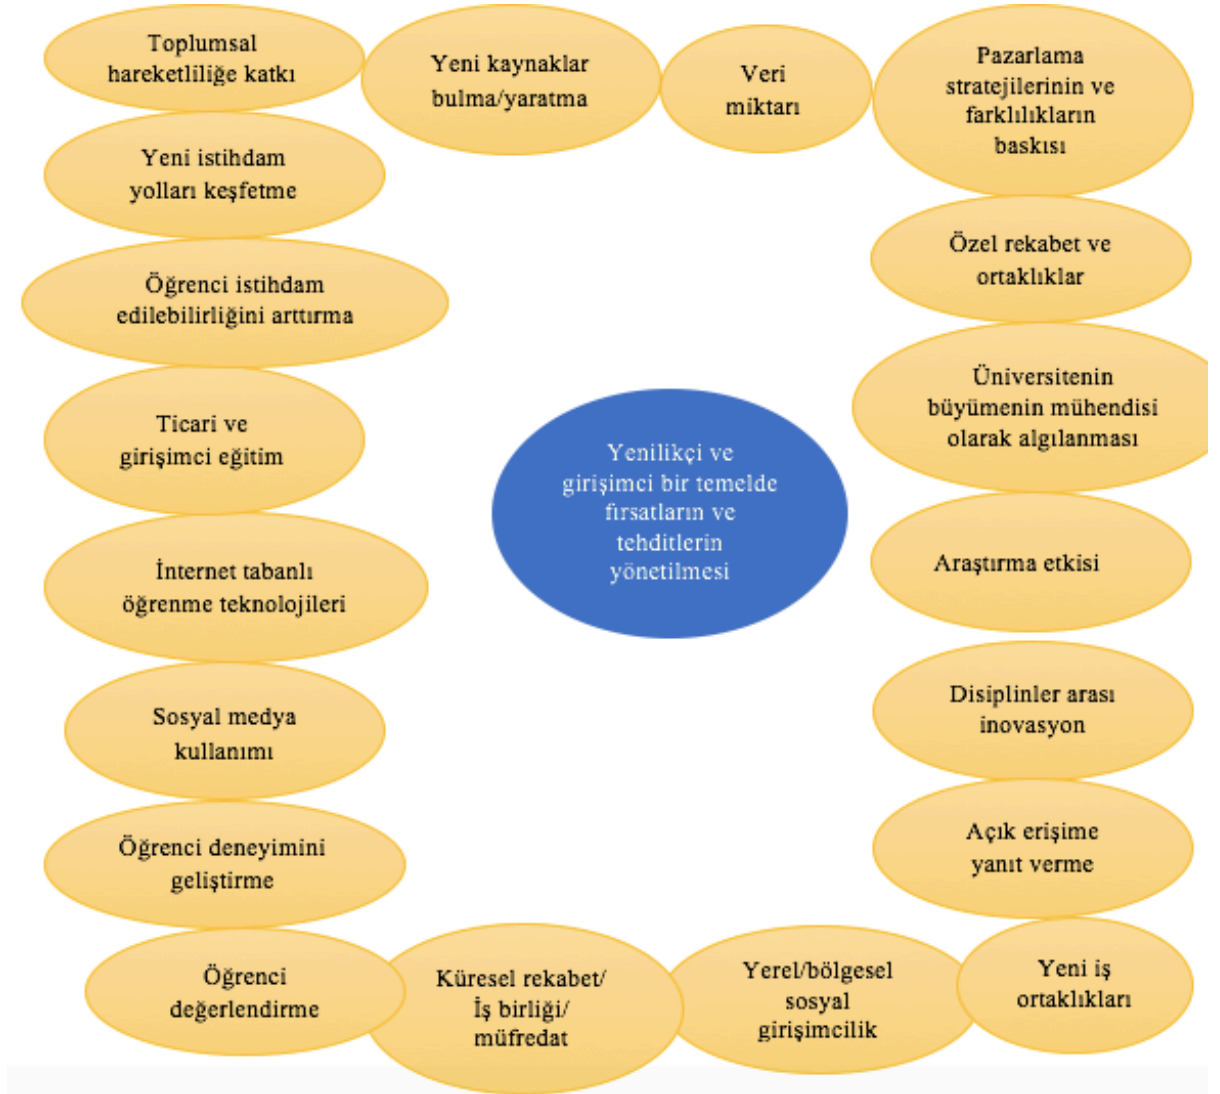 Toplumsal
hareketliliğe katkı
Yeni kaynaklar
bulma/yaratma
Veri
miktarı
Pazarlama
stratejilerinin ve
farklılıkların
baskısı
Yeni istihdam
yolları keşfetme
Özel rekabet ve
ortaklıklar
Öğrenci istihdam
edilebilirliğini arttırma
Üniversitenin
büyümenin mühendisi
olarak algılanması
Ticari ve
girişimci eğitim
Yenilikçi ve
girişimci bir temelde
fırsatların ve
tehditlerin
yönetilmesi
İnternet tabanlı
öğrenme teknolojileri
Araştırma etkisi
Sosyal medya
kullanımı
Disiplinler arası
inovasyon
Öğrenci deneyimini
geliştirme
Açık erişime
yanıt verme
Öğrenci
değerlendirme
Küresel rekabet/
İş birliği/
müfredat
Yerel/bölgesel
sosyal
girişimcilik
Yeni iş
ortaklıkları